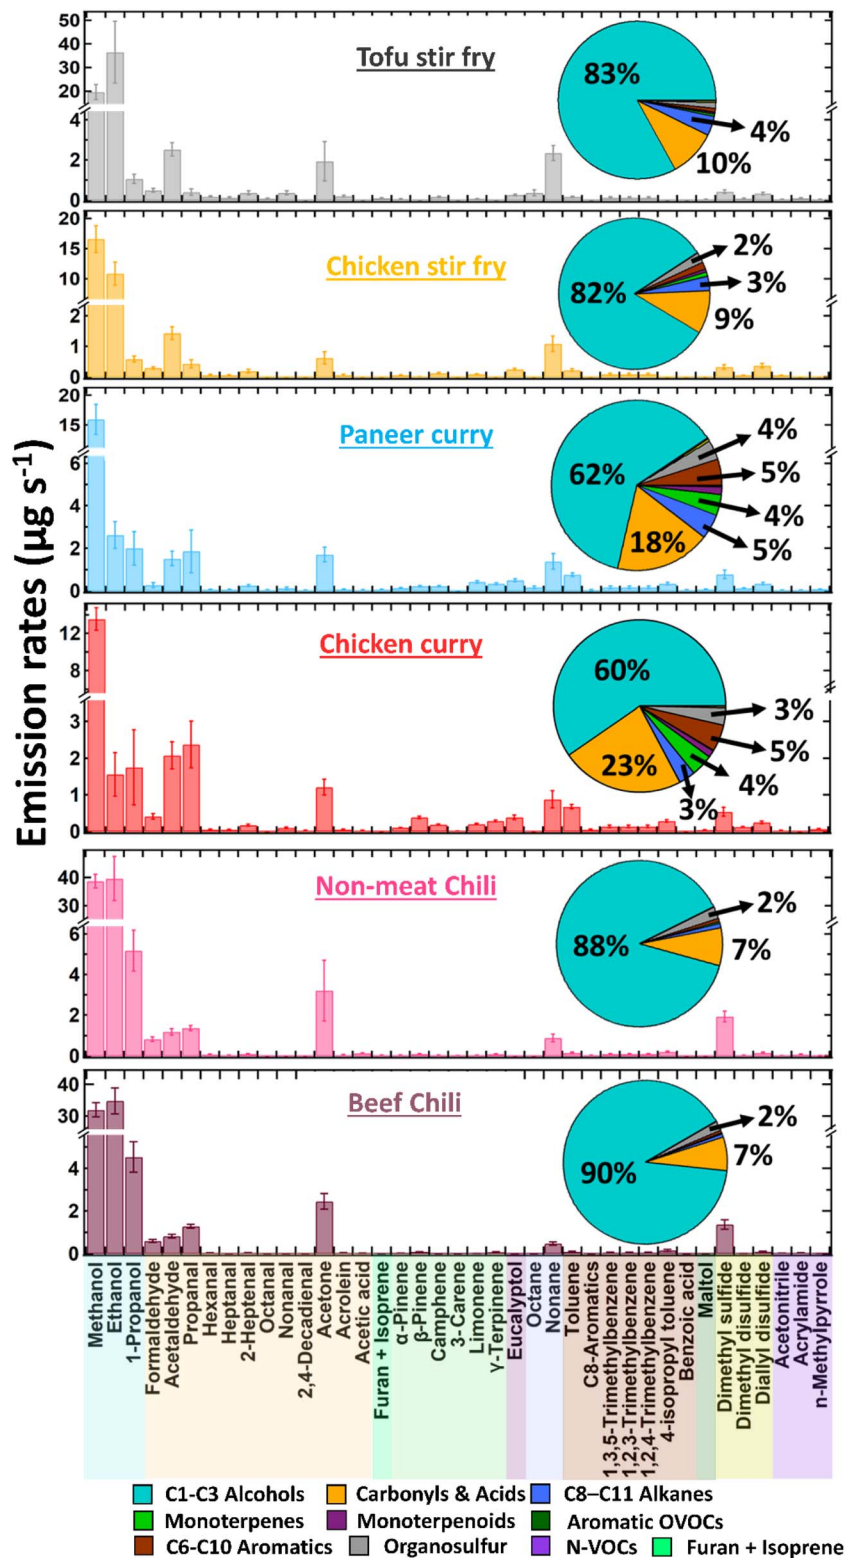 Emission rates (µg s⁻¹)
Tofu stir fry
50
40
30
20
4
2
0
83%
4%
10%
Chicken stir fry
20
15
10
2
1
0
82%
2%
3%
9%
Paneer curry
20
15
6
4
2
0
62%
4%
5%
4%
5%
18%
Chicken curry
12
8
3
2
1
0
60%
3%
5%
4%
3%
23%
Non-meat Chili
40
30
6
4
2
0
88%
2%
7%
Beef Chili
40
30
4
2
0
90%
2%
7%
Methanol
Ethanol
1-Propanol
Formaldehyde
Acetaldehyde
Propanal
Hexanal
Heptanal
2-Heptenal
Octanal
Nonanal
2,4-Decadienal
Acetone
Acrolein
Acetic acid
Furan + Isoprene
α-Pinene
β-Pinene
Camphene
3-Carene
Limonene
γ-Terpinene
Eucalyptol
Octane
Nonane
Toluene
C8-Aromatics
1,3,5-Trimethylbenzene
1,2,3-Trimethylbenzene
1,2,4-Trimethylbenzene
4-isopropyl toluene
Benzoic acid
Maltol
Dimethyl sulfide
Dimethyl disulfide
Diallyl disulfide
Acetonitrile
Acrylamide
n-Methylpyrrole
C1-C3 Alcohols Carbonyls & Acids C8–C11 Alkanes
Monoterpenes Monoterpenoids Aromatic OVOCs
C6-C10 Aromatics Organosulfur N-VOCs Furan + Isoprene